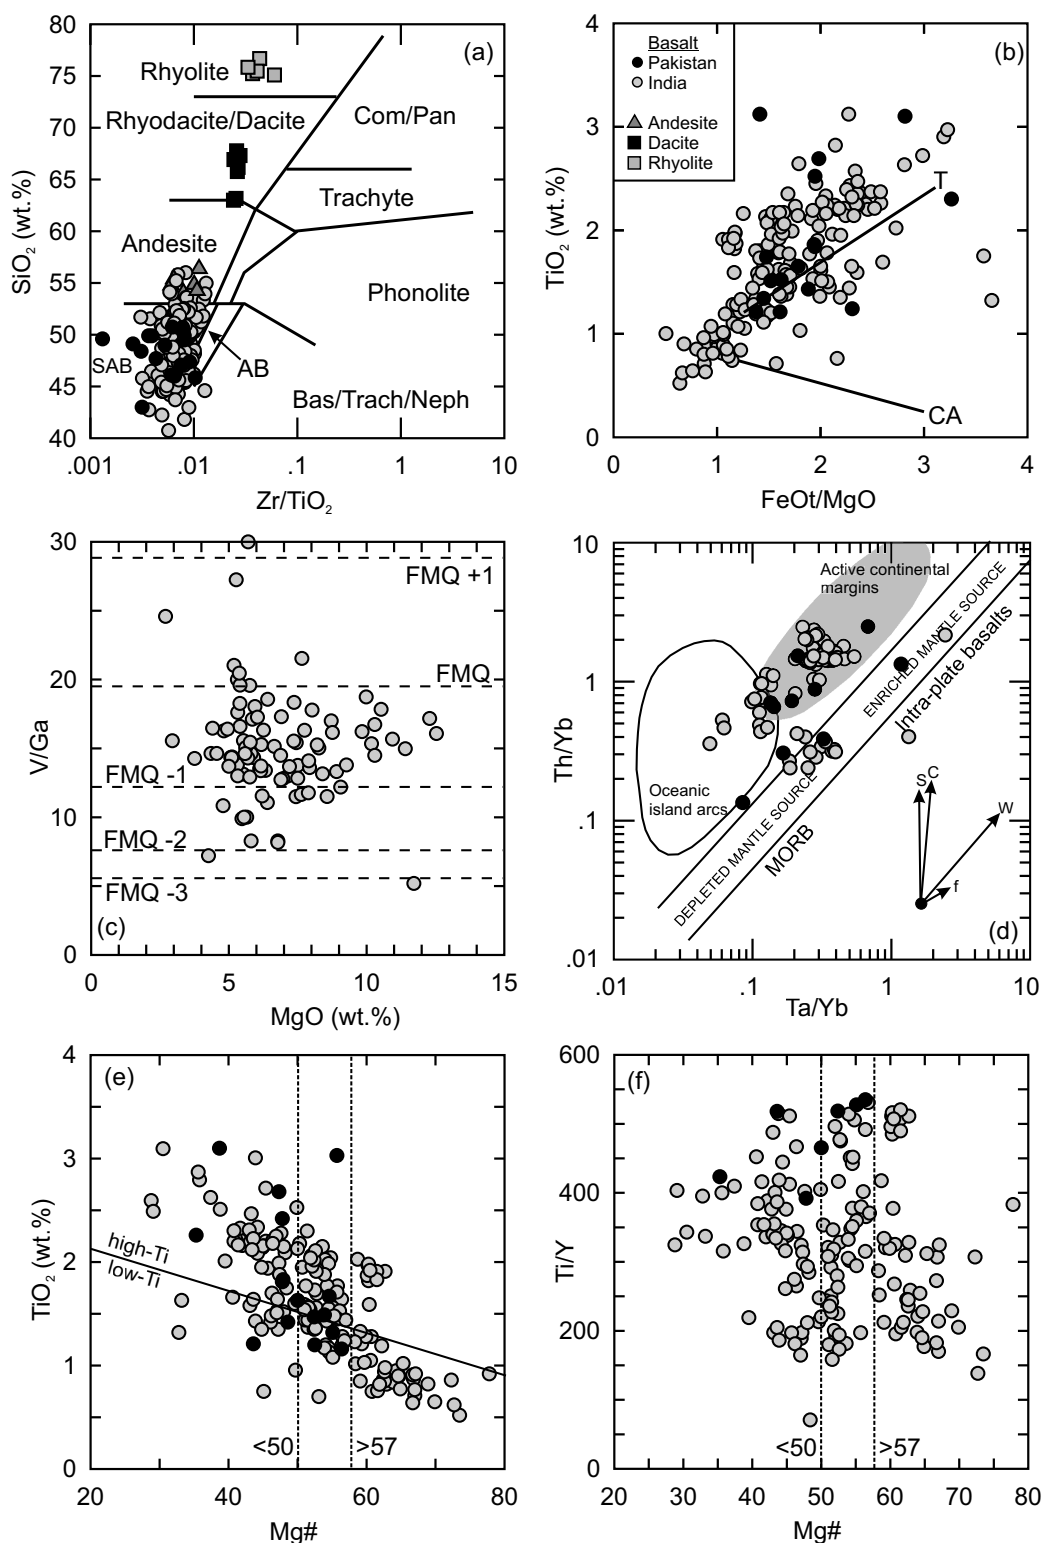 80
75
70
65
60
55
50
45
40
SiO2 (wt.%)
(a)
Rhyolite
Rhyodacite/Dacite
Com/Pan
Trachyte
Andesite
Phonolite
SAB
AB
Bas/Trach/Neph
.001
.01
.1
1
10
Zr/TiO2
4
3
2
1
0
TiO2 (wt.%)
(b)
Basalt
Pakistan
India
Andesite
Dacite
Rhyolite
T
CA
0
1
2
3
4
FeOt/MgO
30
20
10
0
V/Ga
FMQ +1
FMQ
FMQ -1
FMQ -2
FMQ -3
(c)
0
5
10
15
MgO (wt.%)
10
1
.1
.01
Th/Yb
Active continental
margins
ENRICHED MANTLE SOURCE
Intra-plate basalts
Oceanic
island arcs
DEPLETED MANTLE SOURCE
MORB
S
C
W
f
(d)
.01
.1
1
10
Ta/Yb
4
3
2
1
0
TiO2 (wt.%)
(e)
high-Ti
low-Ti
<50
>57
20
40
60
80
Mg#
600
400
200
0
Ti/Y
(f)
<50
>57
20
30
40
50
60
70
80
Mg#